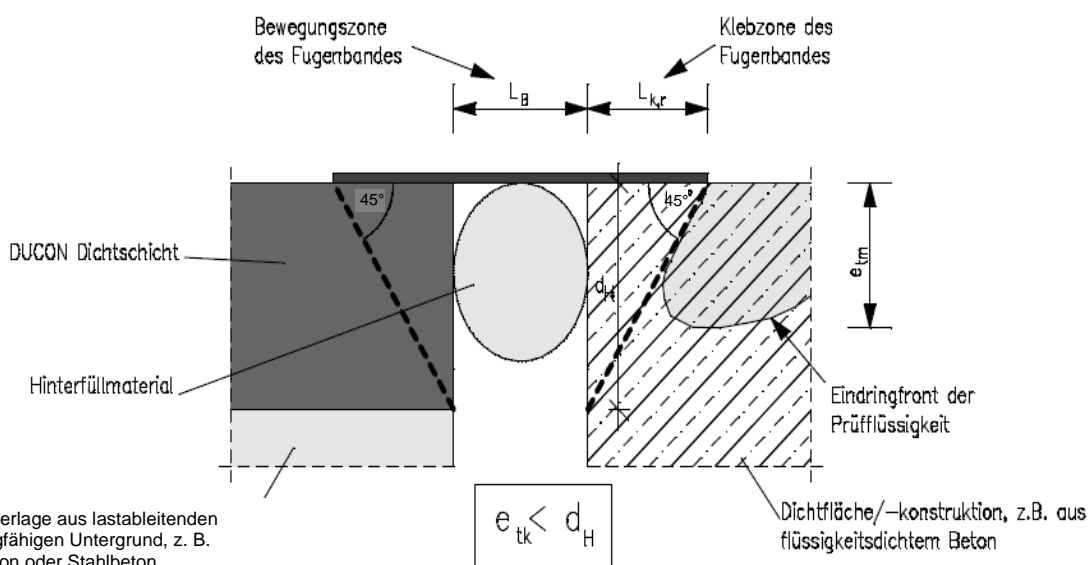 Bewegungszone
des Fugenbandes
Klebzone des
Fugenbandes
L_B
L_k,r
45°
45°
DUCON Dichtschicht
d_H
e_tm
Hinterfüllmaterial
Eindringfront der
Prüfflüssigkeit
erlage aus lastableitenden
gfähigen Untergrund, z. B.
on oder Stahlbeton
e_tk < d_H
Dichtfläche/-konstruktion, z.B. aus
flüssigkeitsdichtem Beton